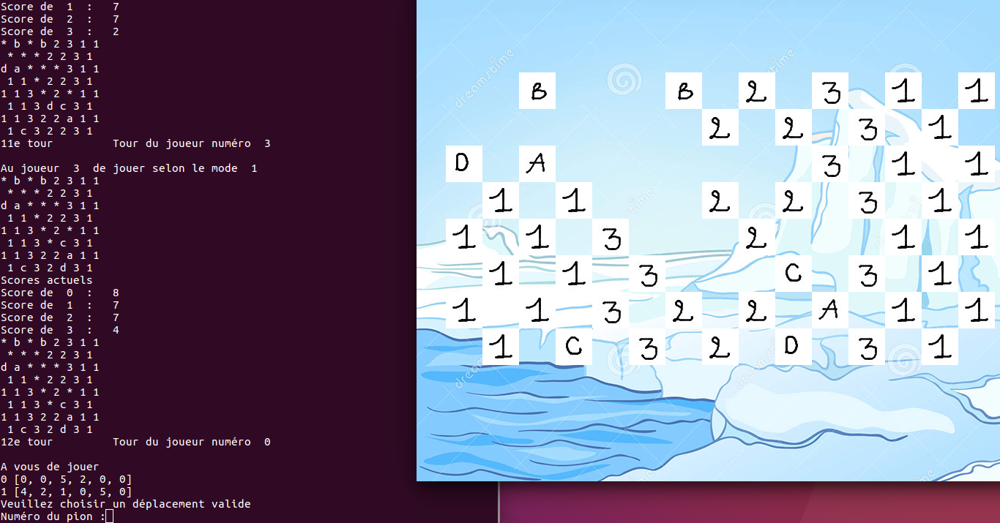 Score de  1  :   7
Score de  2  :   7
Score de  3  :   2
* b * b 2 3 1 1
 * * * 2 2 3 1
d a * * * 3 1 1
 1 1 * 2 2 3 1
1 1 3 * 2 * 1 1
 1 1 3 d c 3 1
1 1 3 2 2 a 1 1
 1 c 3 2 2 3 1
11e tour          Tour du joueur numéro  3
Au joueur  3  de jouer selon le mode  1
* b * b 2 3 1 1
 * * * 2 2 3 1
d a * * * 3 1 1
 1 1 * 2 2 3 1
1 1 3 * 2 * 1 1
 1 1 3 * c 3 1
1 1 3 2 2 a 1 1
 1 c 3 2 d 3 1
Scores actuels
Score de  0  :   8
Score de  1  :   7
Score de  2  :   7
Score de  3  :   4
* b * b 2 3 1 1
 * * * 2 2 3 1
d a * * * 3 1 1
 1 1 * 2 2 3 1
1 1 3 * 2 * 1 1
 1 1 3 * c 3 1
1 1 3 2 2 a 1 1
 1 c 3 2 d 3 1
12e tour          Tour du joueur numéro  0
A vous de jouer
0 [0, 0, 5, 2, 0, 0]
1 [4, 2, 1, 0, 5, 0]
Veuillez choisir un déplacement valide
Numéro du pion :
B B 2 3 1 1
2 2 3 1
D A 3 1 1
1 1 2 2 3 1
1 1 3 2 1 1
1 1 3 C 3 1
1 1 3 2 2 A 1 1
1 C 3 2 D 3 1
dreamstime
dreamstime
dreamstime
dreamstime
dreamstime
dreamstime